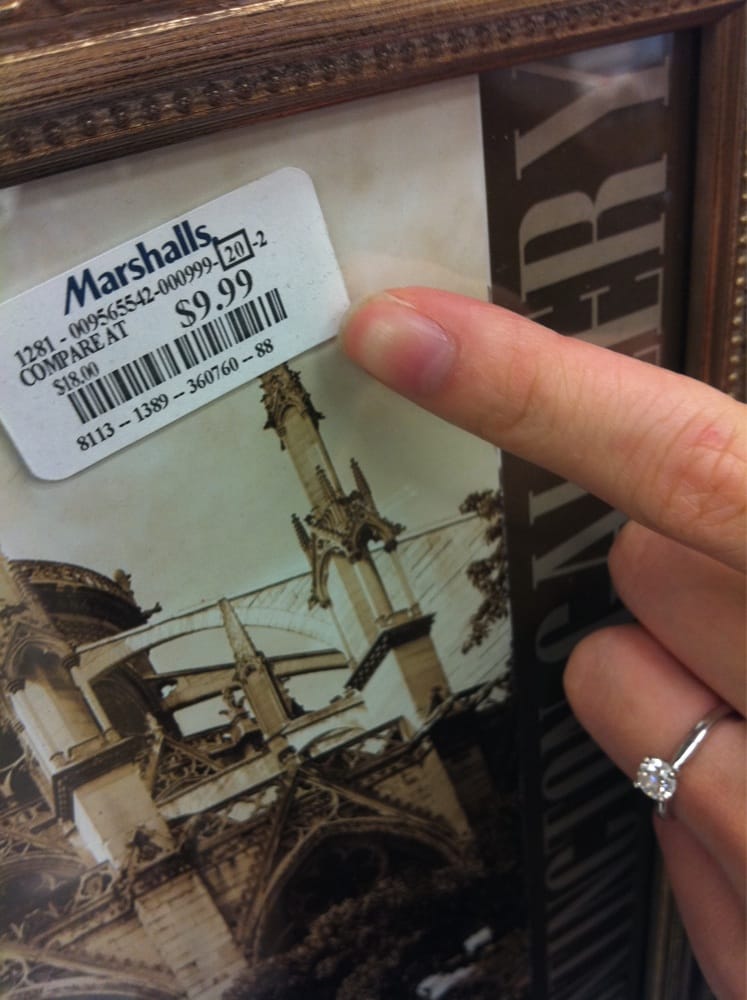 Marshalls.
1281 - 009565542-000999-20-2
COMPARE AT $9.99
$18.00
8113 -- 1389 -- 360760 -- 88